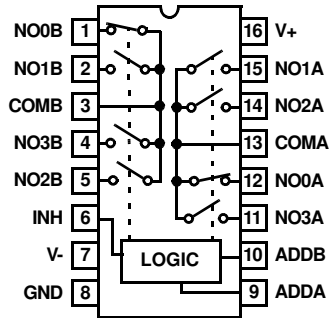 NO0B 1 16 V+
NO1B 2 15 NO1A
COMB 3 14 NO2A
NO3B 4 13 COMA
NO2B 5 12 NO0A
INH 6 11 NO3A
V- 7 LOGIC 10 ADDB
GND 8 9 ADDA